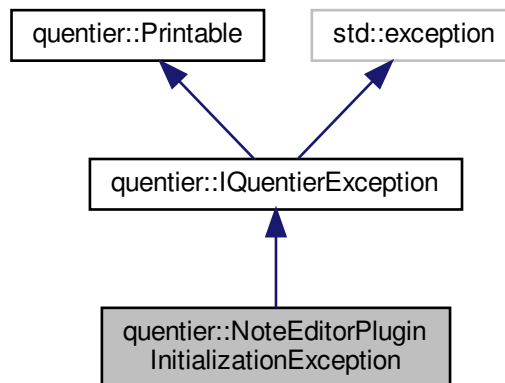 quentier::Printable
std::exception
quentier::IQuentierException
quentier::NoteEditorPlugin
InitializationException